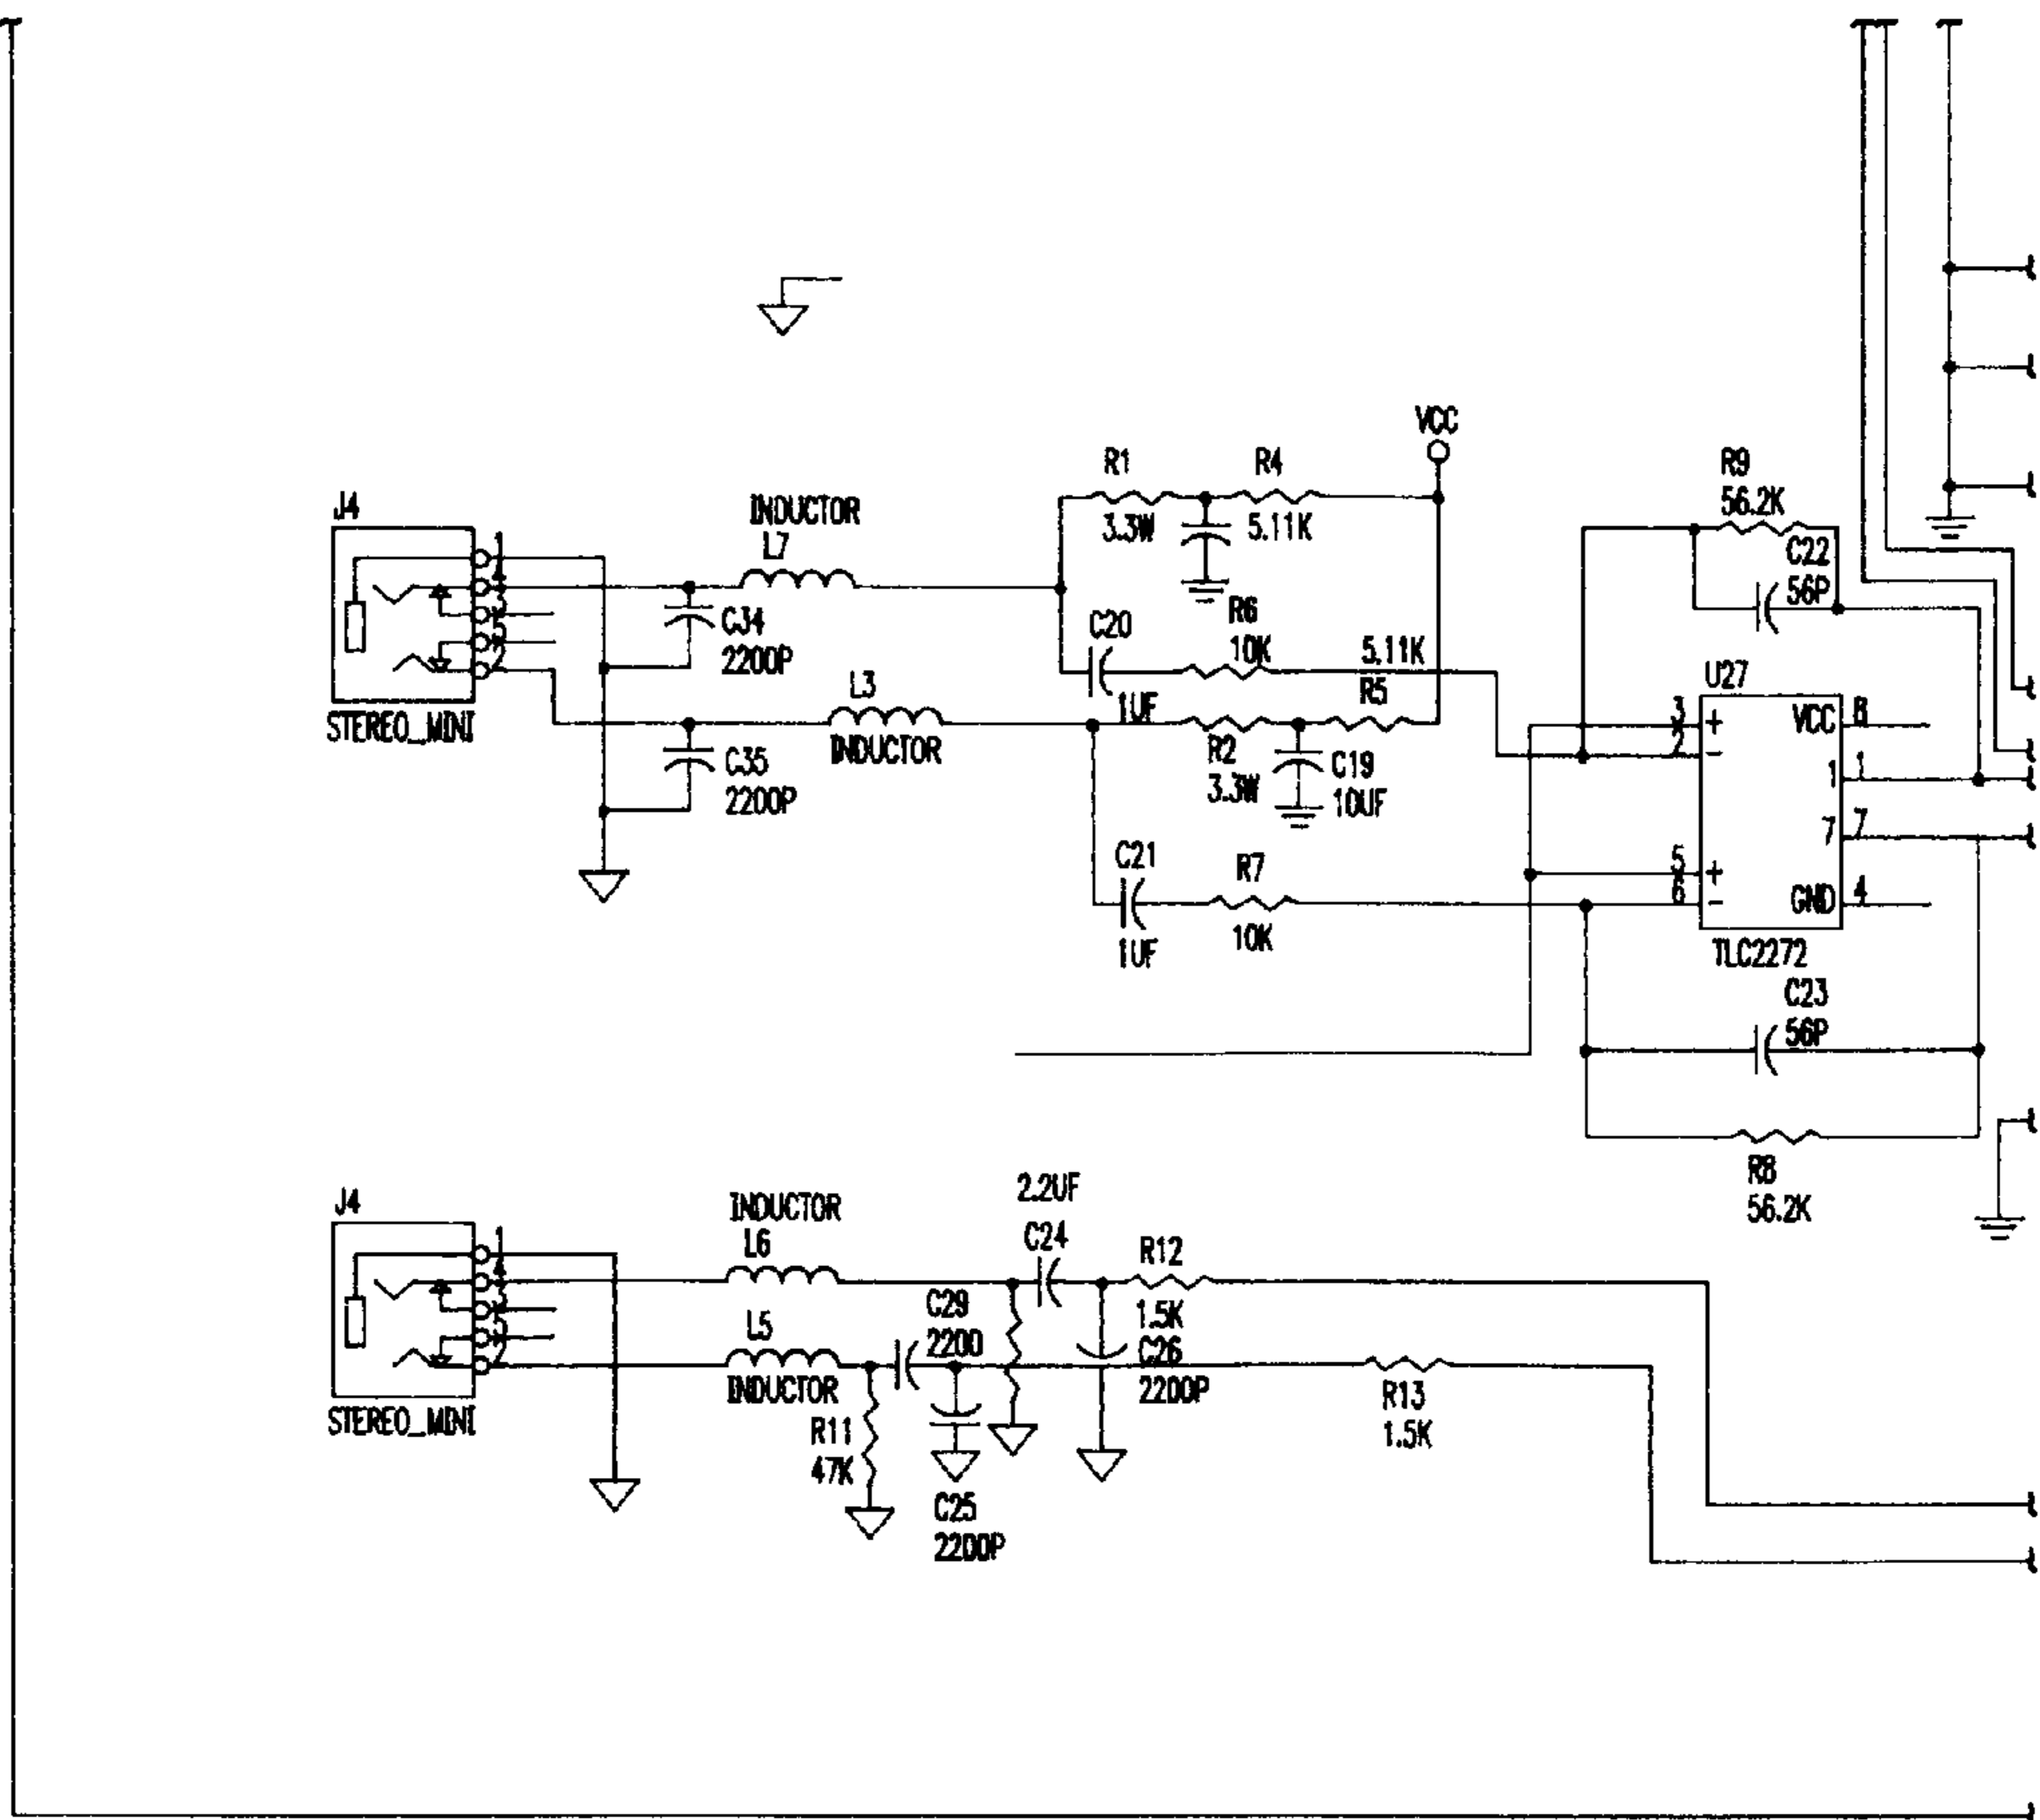 VCC
R1
R4
R9
56.2K
J4
INDUCTOR
L7
3.3W
5.11K
C22
56P
1
4
3
5
2
C34
2200P
C20
R6
10K
5.11K
R5
1UF
U27
L3
STEREO_MINI
INDUCTOR
C35
2200P
R2
3.3W
C19
10UF
3
+
VCC
8
2
-
1
1
7
7
5
+
6
-
GND
4
C21
R7
1UF
10K
TLC2272
C23
56P
R8
56.2K
J4
INDUCTOR
L6
2.2UF
C24
R12
1.5K
1
4
3
5
2
C29
2200
L5
INDUCTOR
C26
2200P
STEREO_MINI
R11
47K
R13
1.5K
C25
2200P